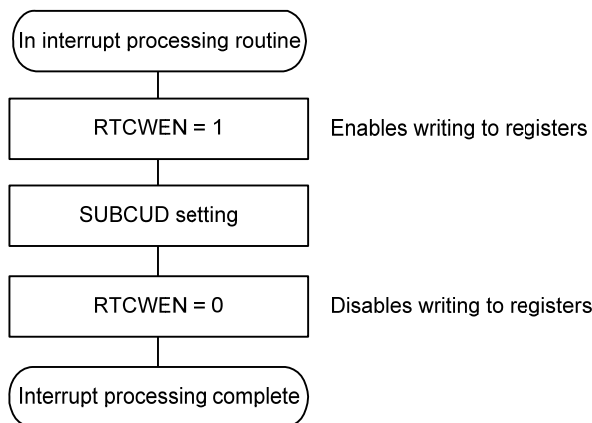 In interrupt processing routine
RTCWEN = 1
Enables writing to registers
SUBCUD setting
RTCWEN = 0
Disables writing to registers
Interrupt processing complete